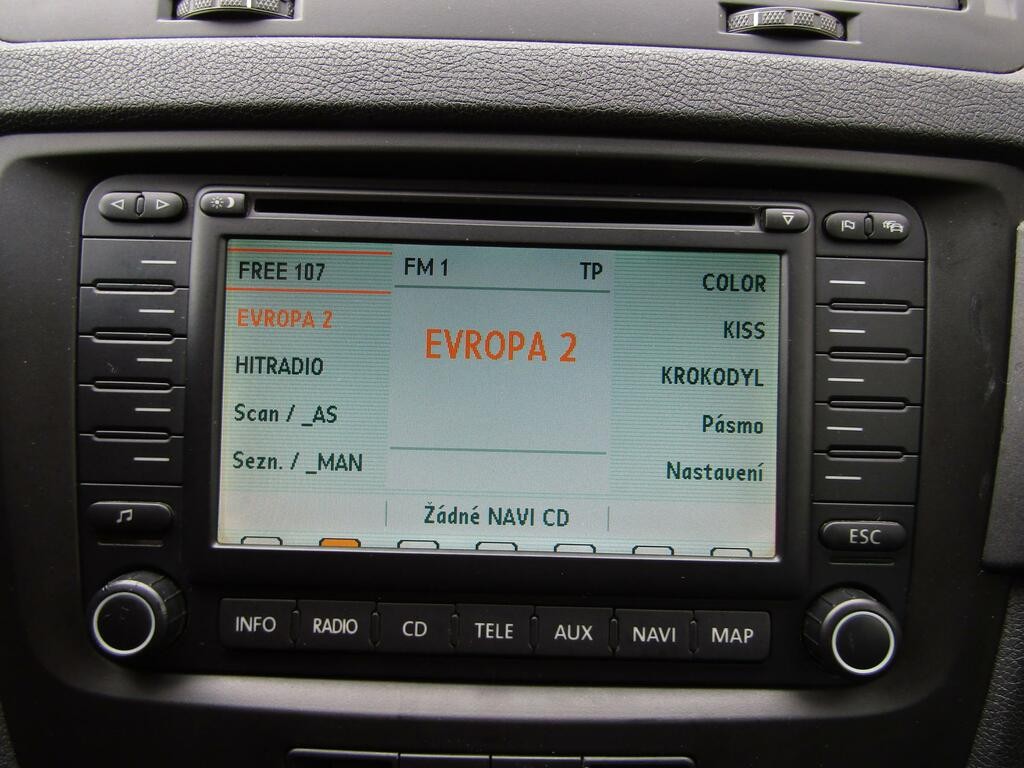 FREE 107
EVROPA 2
HITRADIO
Scan / _AS
Sezn. / _MAN
FM 1 TP
EVROPA 2
Žádné NAVI CD
COLOR
KISS
KROKODYL
Pásmo
Nastavení
ESC
INFO RADIO CD TELE AUX NAVI MAP